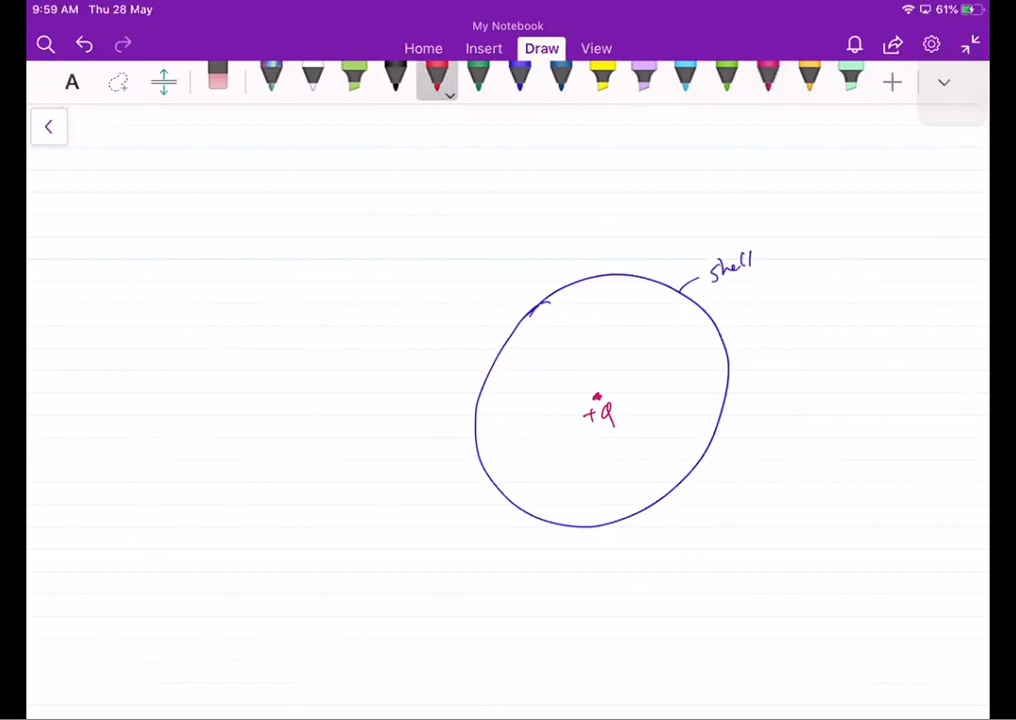 9:59 AM Thu 28 May
61%
My Notebook
Home Insert Draw View
A
shell
+Q